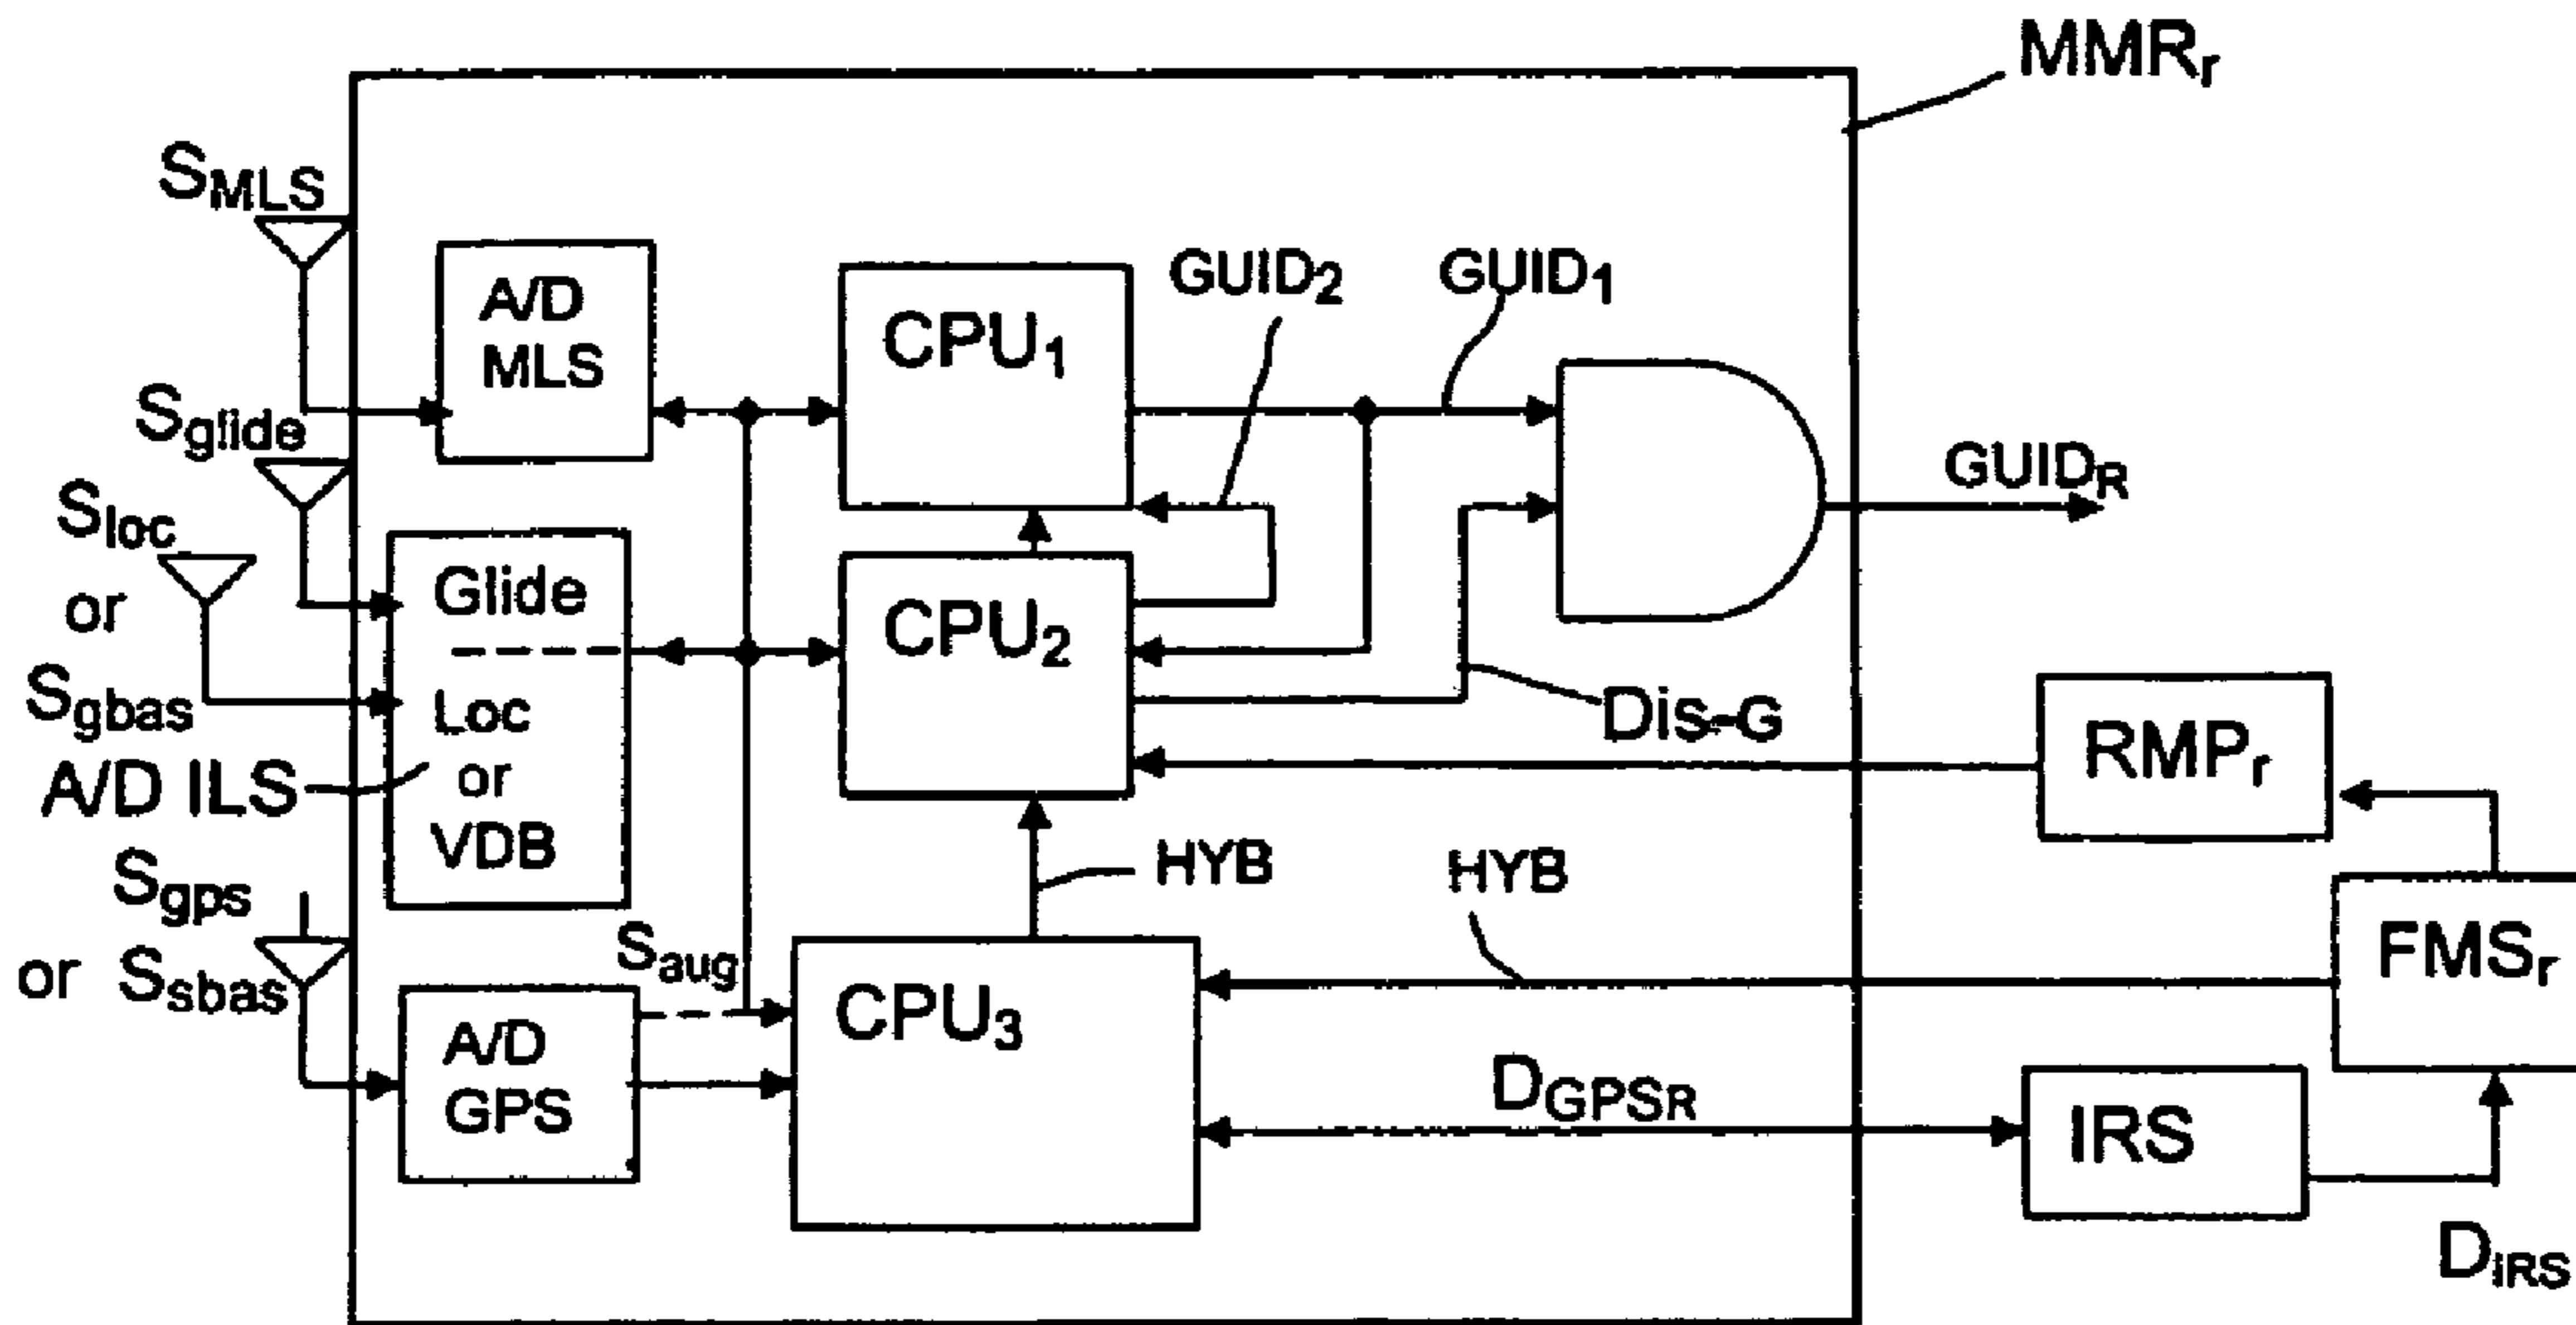 MMRr
SMLS
A/D
MLS
CPU1
GUID2
GUID1
Sglide
GUIDR
Sloc
or
Sgbas
Glide
Loc
or
VDB
CPU2
Dis-G
RMPr
A/D ILS
HYB
HYB
FMSr
Sgps
or Ssbas
Saug
A/D
GPS
CPU3
DGPSR
IRS
DIRS